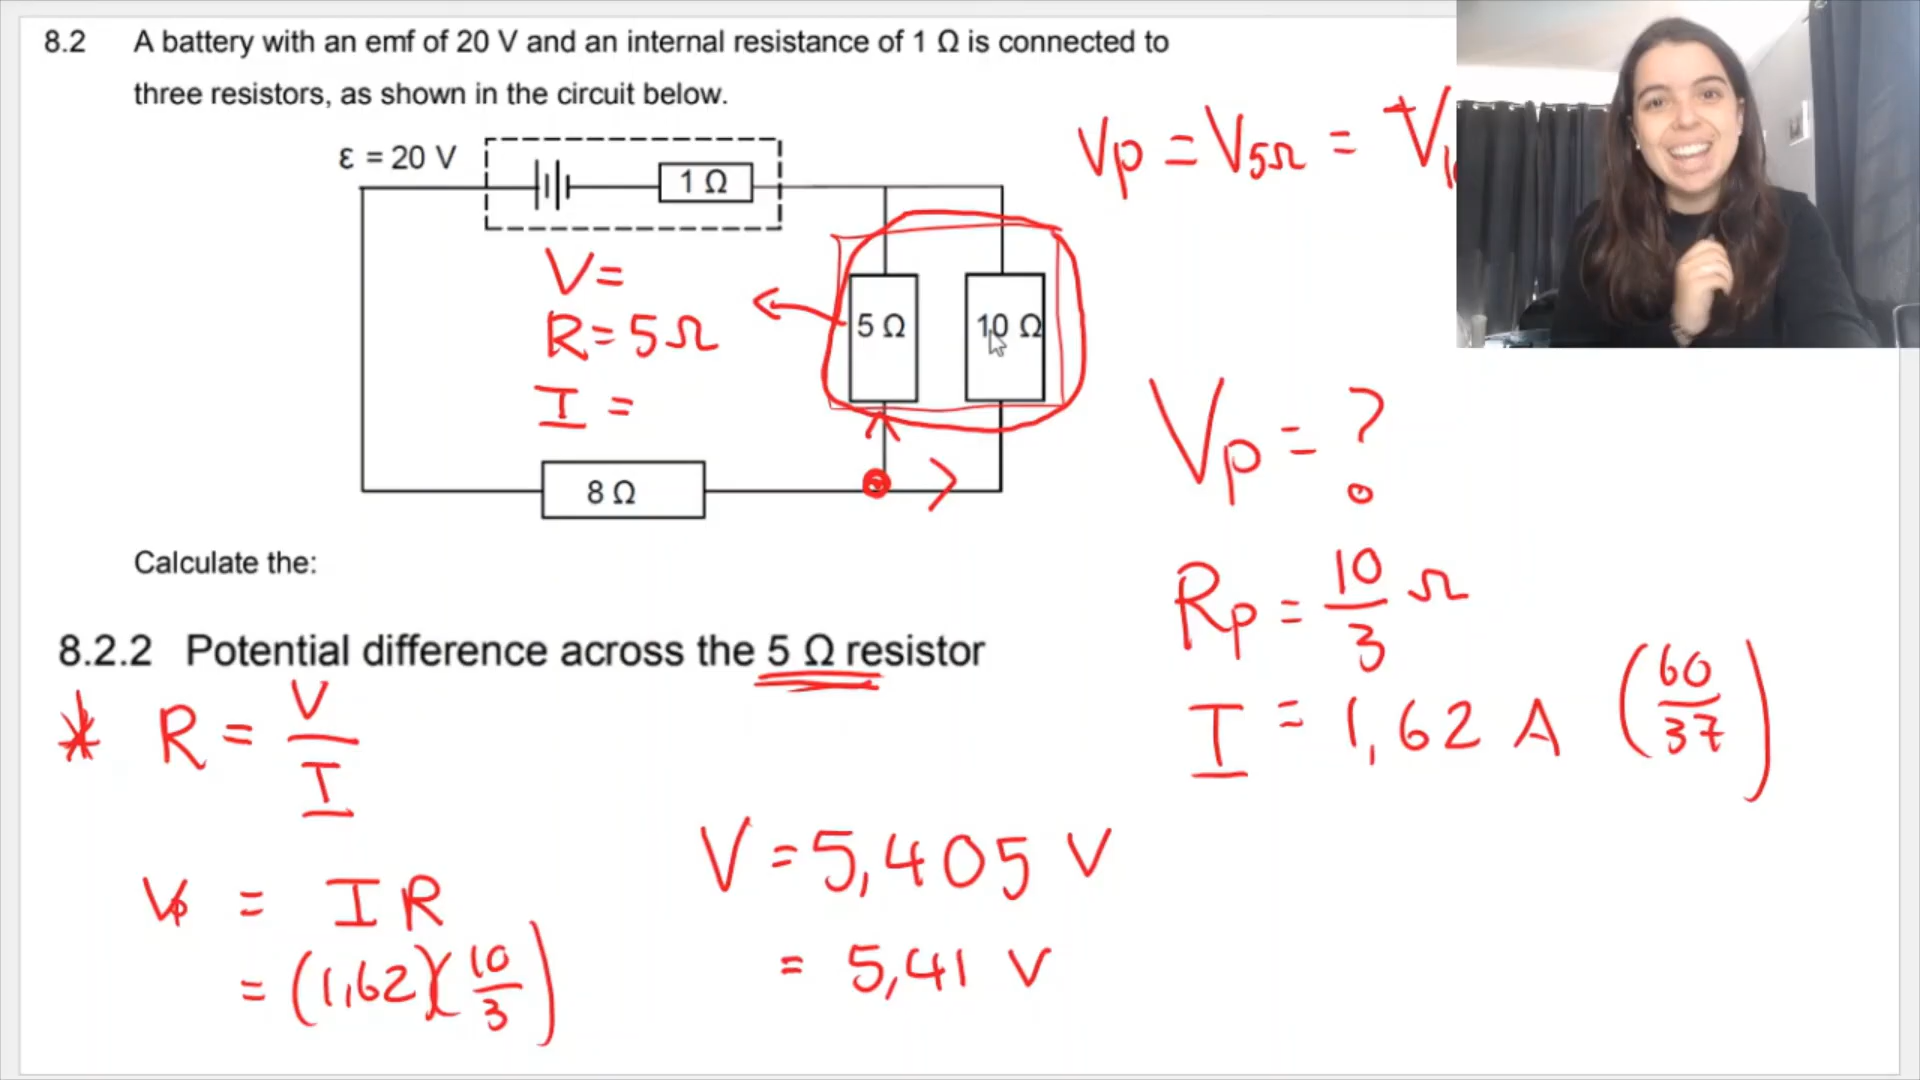 8.2 A battery with an emf of 20 V and an internal resistance of 1 Ω is connected to
three resistors, as shown in the circuit below.
ε = 20 V
1 Ω
Vp = V5Ω = V
V =
R = 5Ω
I =
5 Ω
10 Ω
8 Ω
Vp = ?
Rp = 10/3 Ω
I = 1,62 A (60/37)
Calculate the:
8.2.2 Potential difference across the 5 Ω resistor
* R = V/I
Vp = IR
= (1,62)(10/3)
V = 5,405 V
= 5,41 V